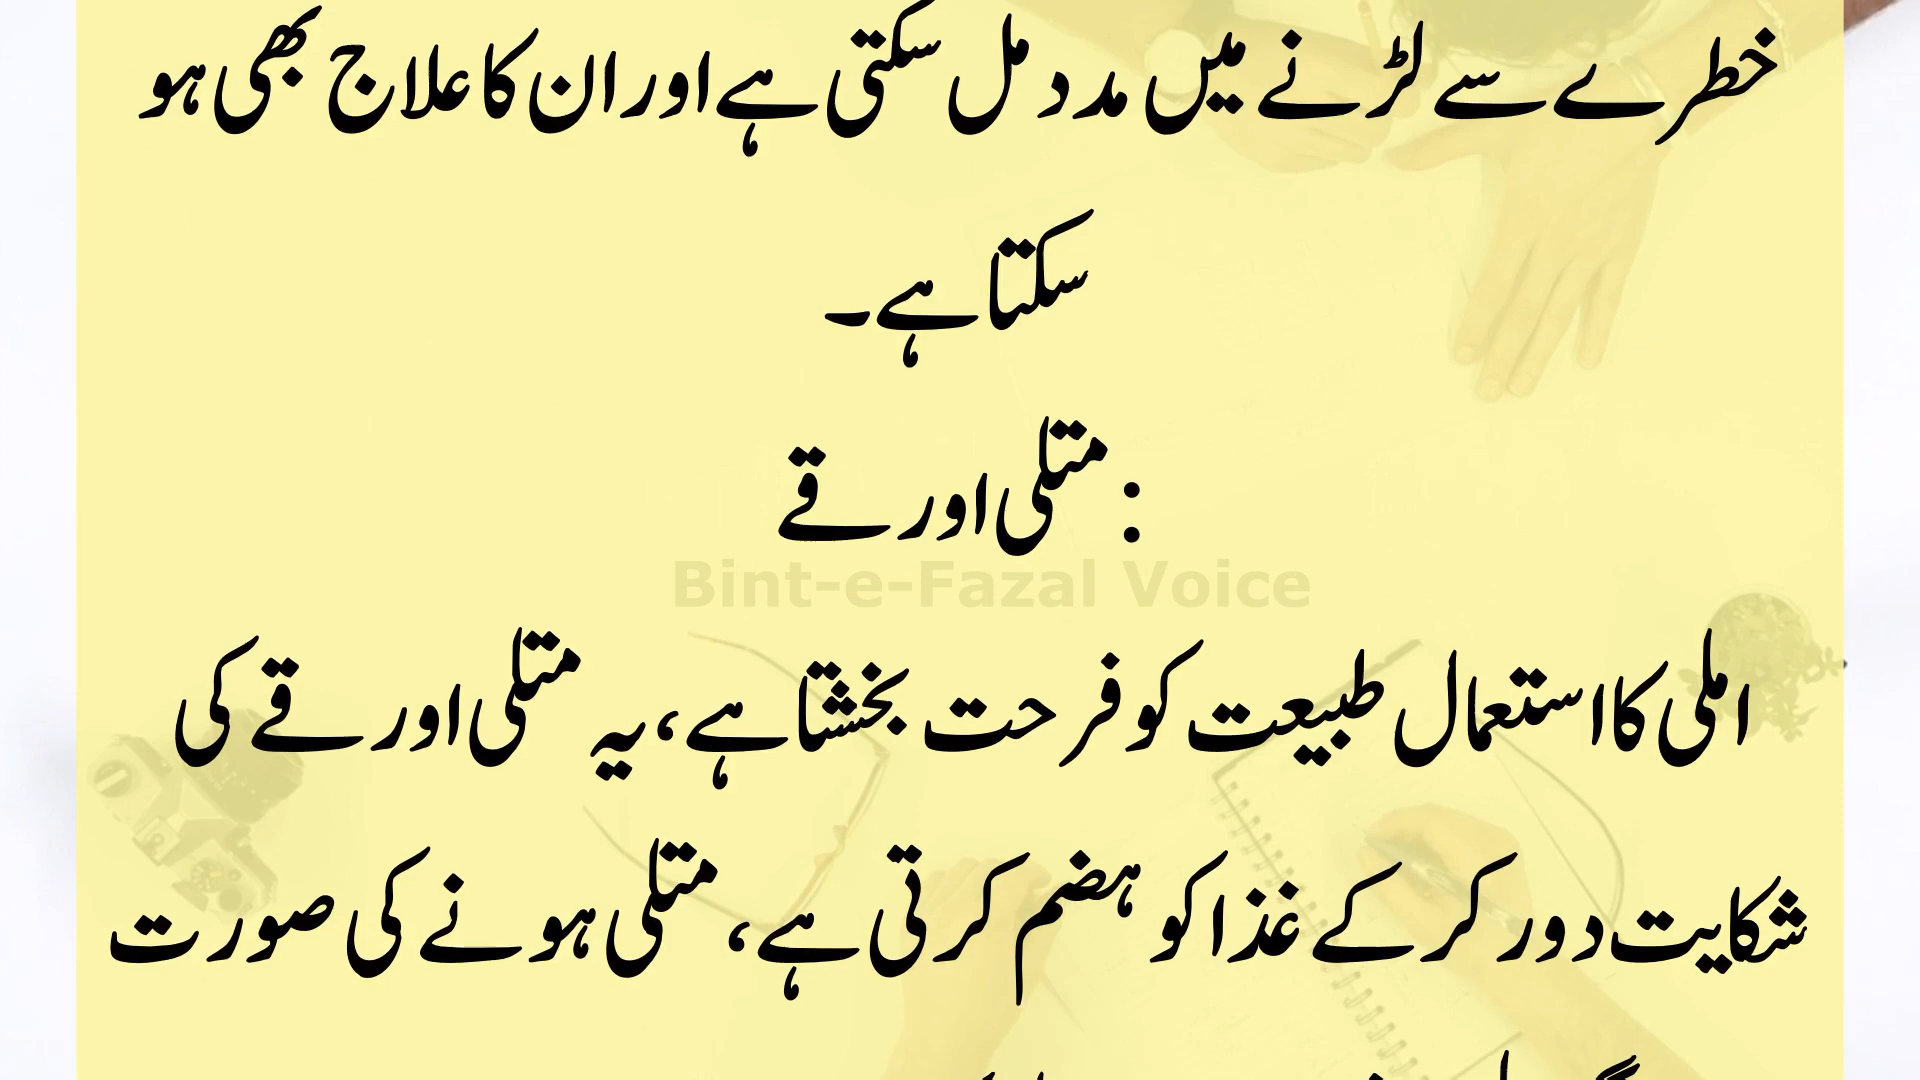 خطرے سے لڑنے میں مدد مل سکتی ہے اور ان کا علاج بھی ہو
سکتا ہے۔
: متلی اور قے
Bint-e-Fazal Voice
املی کا استعمال طبیعت کو فرحت بخشتا ہے، یہ متلی اور قے کی
شکایت دور کر کے غذا کو ہضم کرتی ہے، متلی ہونے کی صورت